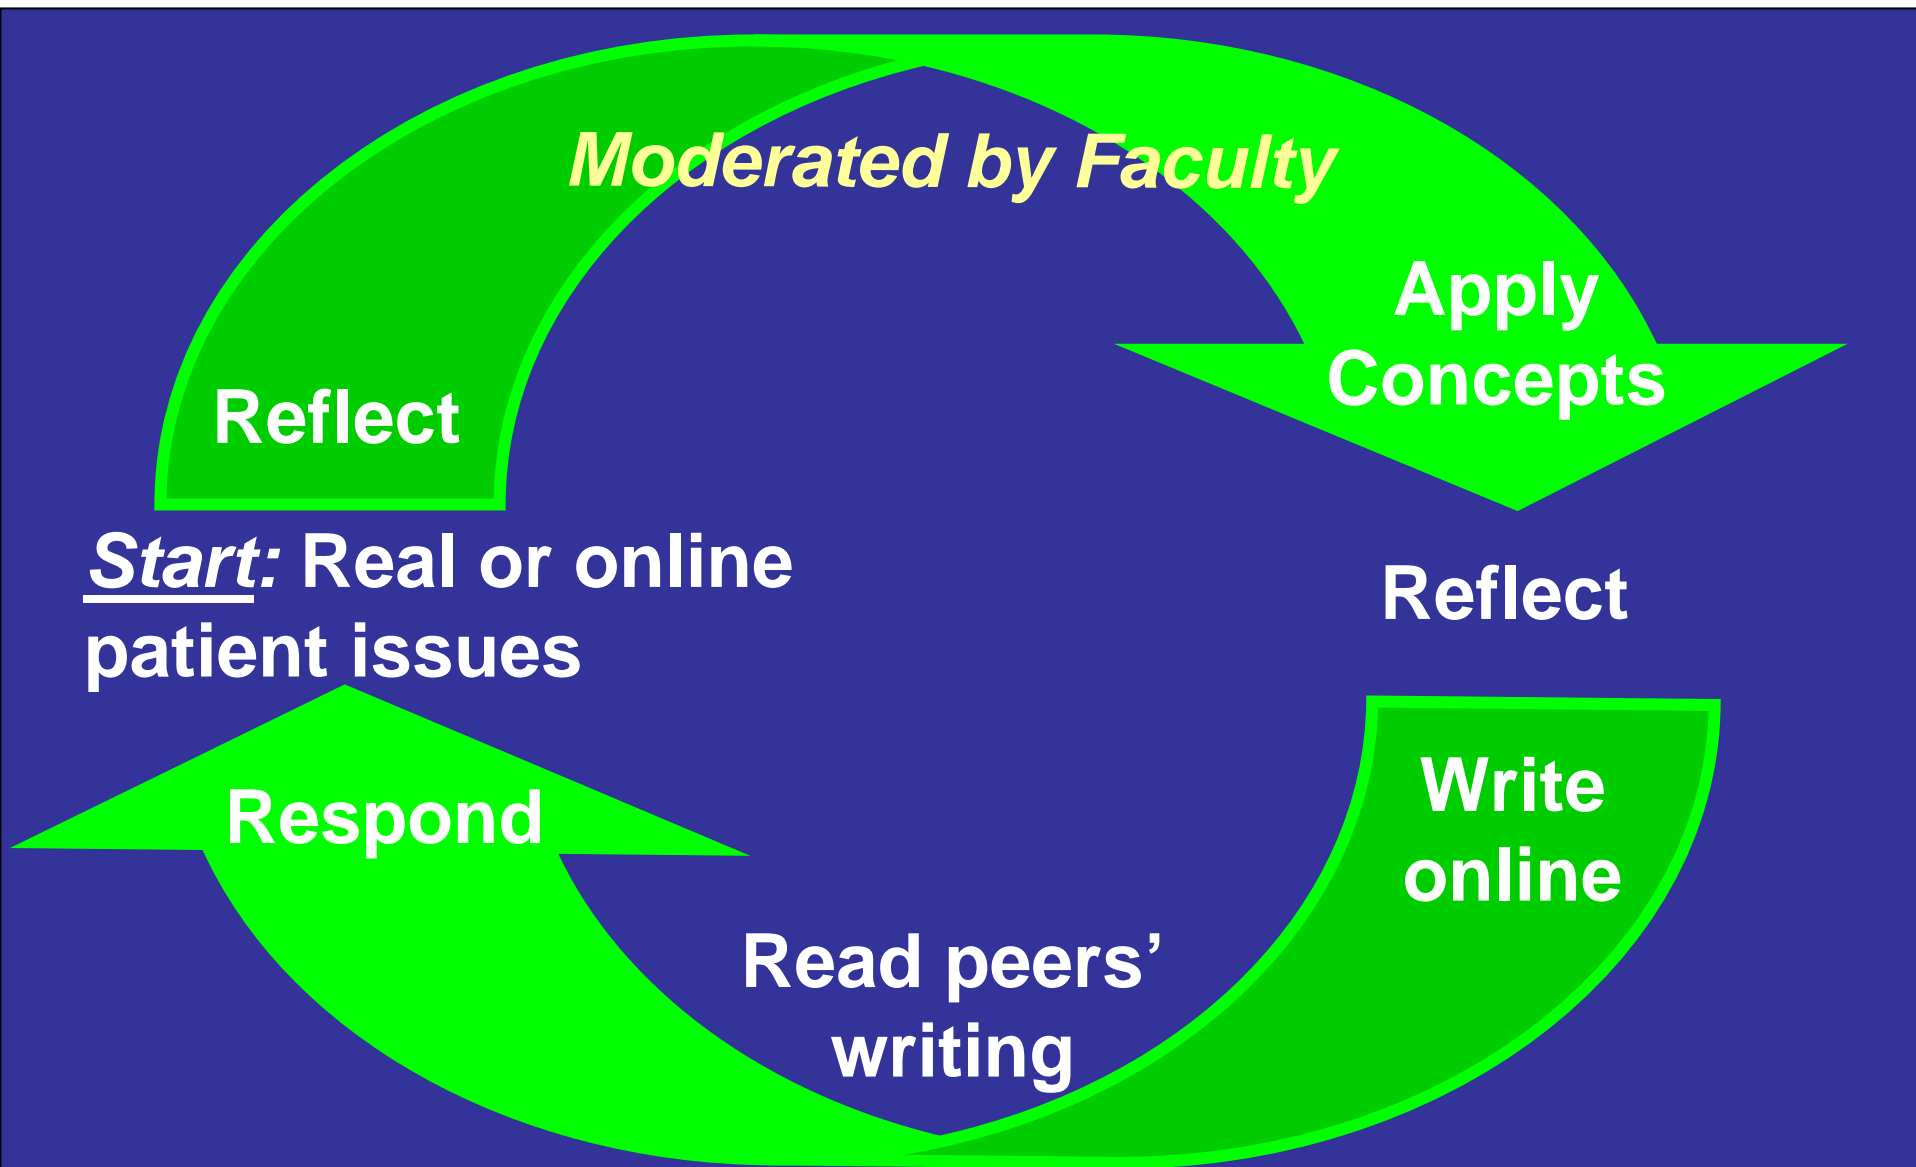 Moderated by Faculty
Apply
Concepts
Reflect
Start: Real or online
patient issues
Reflect
Write
online
Respond
Read peers’
writing